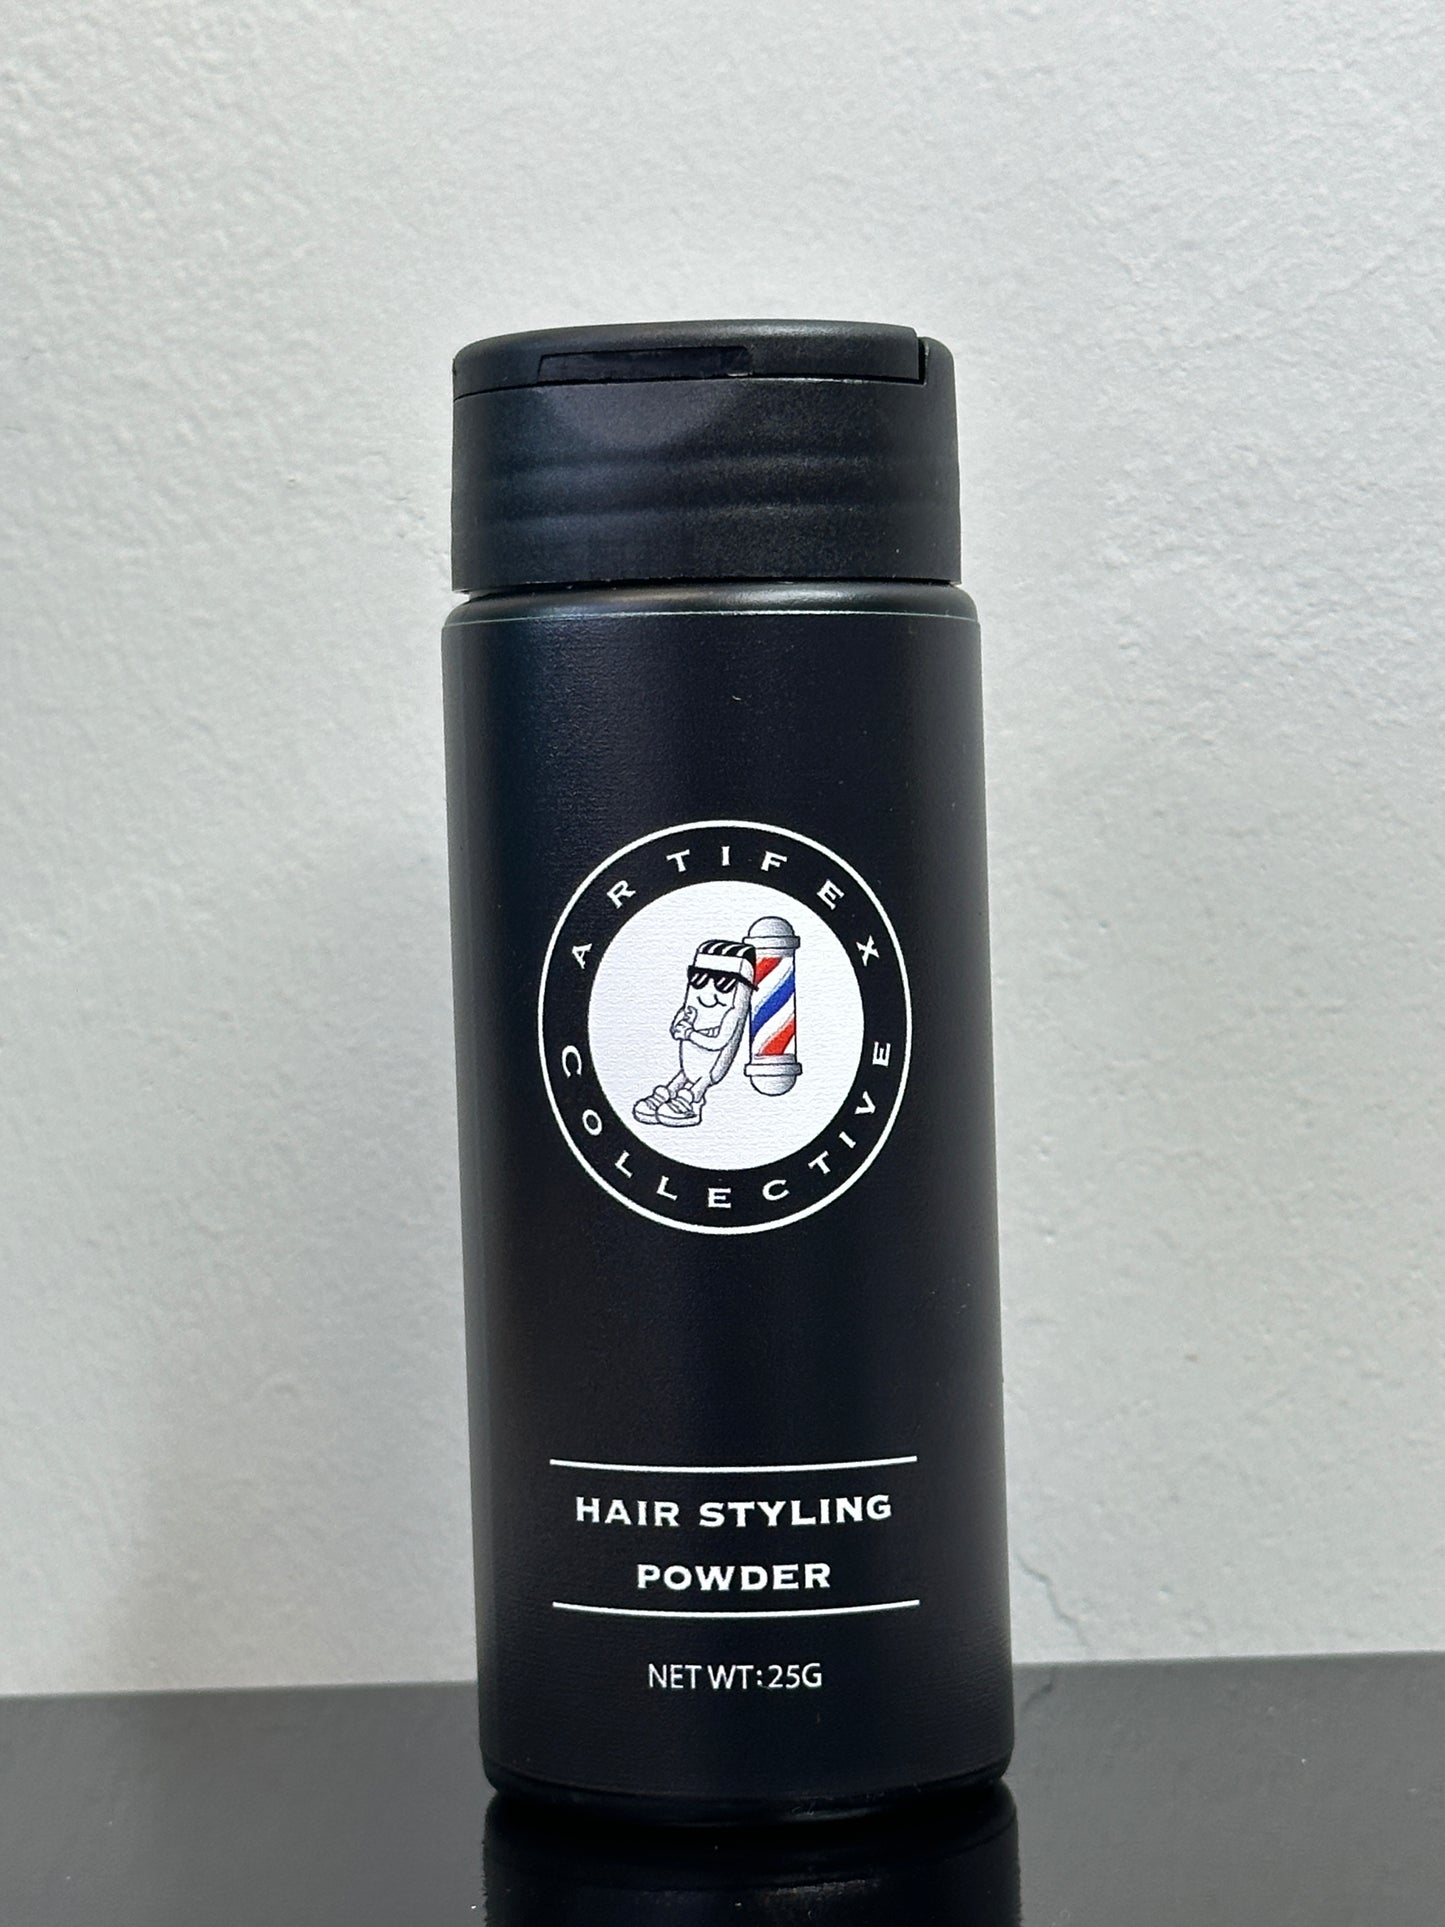 ARTIFEX
COLLECTIVE
HAIR STYLING
POWDER
NET WT:25G